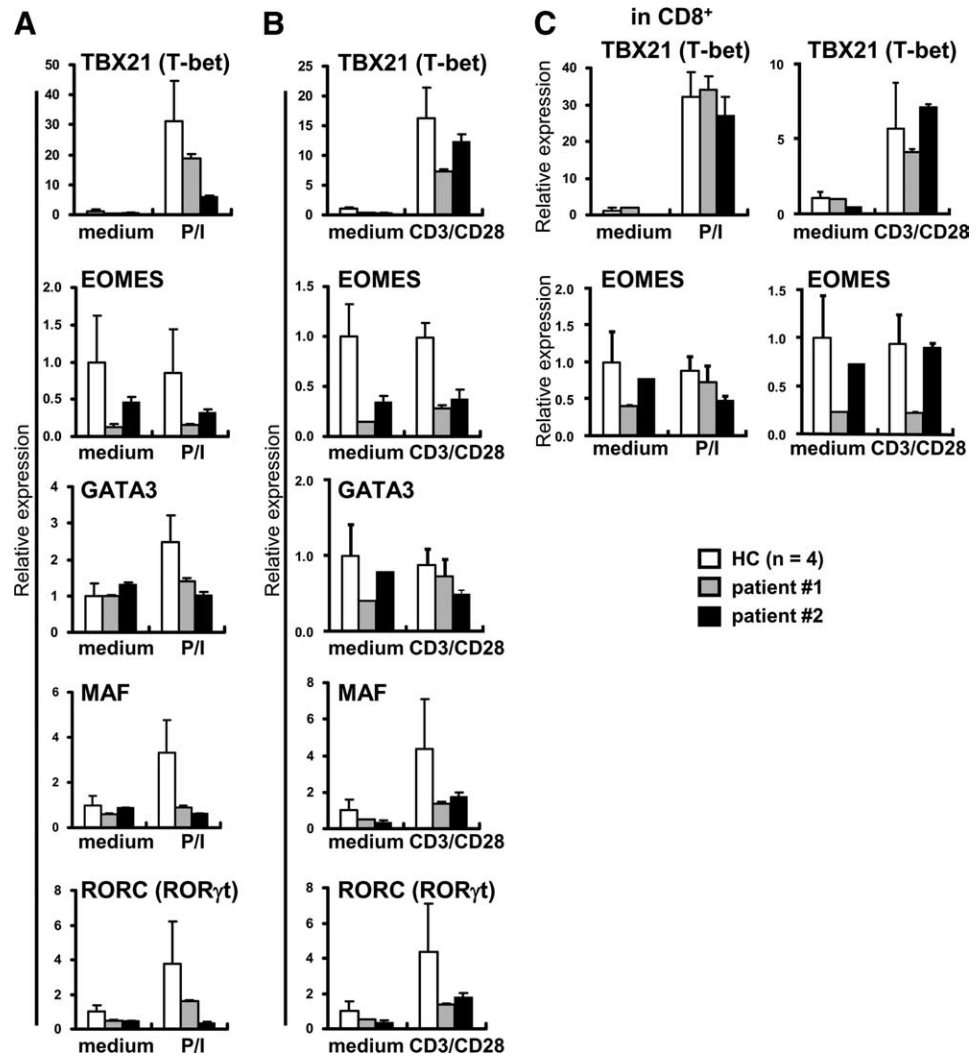 A
TBX21 (T-bet)
50
40
30
20
10
0
medium P/I
EOMES
2.0
1.5
1.0
0.5
0.0
medium P/I
GATA3
4
3
2
1
0
medium P/I
MAF
6
4
2
0
medium P/I
RORC (RORγt)
8
6
4
2
0
medium P/I
Relative expression
B
TBX21 (T-bet)
25
20
15
10
5
0
medium CD3/CD28
EOMES
1.5
1.0
0.5
0.0
medium CD3/CD28
GATA3
2.0
1.0
0.0
medium CD3/CD28
MAF
8
6
4
2
0
medium CD3/CD28
RORC (RORγt)
8
6
4
2
0
medium CD3/CD28
Relative expression
C
in CD8⁺
TBX21 (T-bet)
Relative expression
40
30
20
10
0
medium P/I
TBX21 (T-bet)
10
5
0
medium CD3/CD28
EOMES
Relative expression
2.0
1.5
1.0
0.5
0.0
medium P/I
EOMES
1.5
1.0
0.5
0.0
medium CD3/CD28
HC (n = 4)
patient #1
patient #2